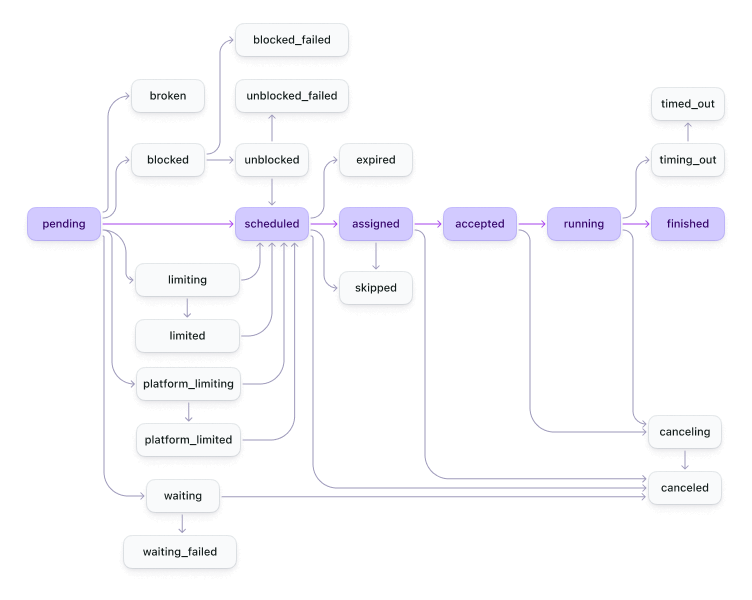 blocked_failed
broken
unblocked_failed
timed_out
blocked
unblocked
expired
timing_out
pending
scheduled
assigned
accepted
running
finished
limiting
skipped
limited
platform_limiting
platform_limited
canceling
waiting
canceled
waiting_failed